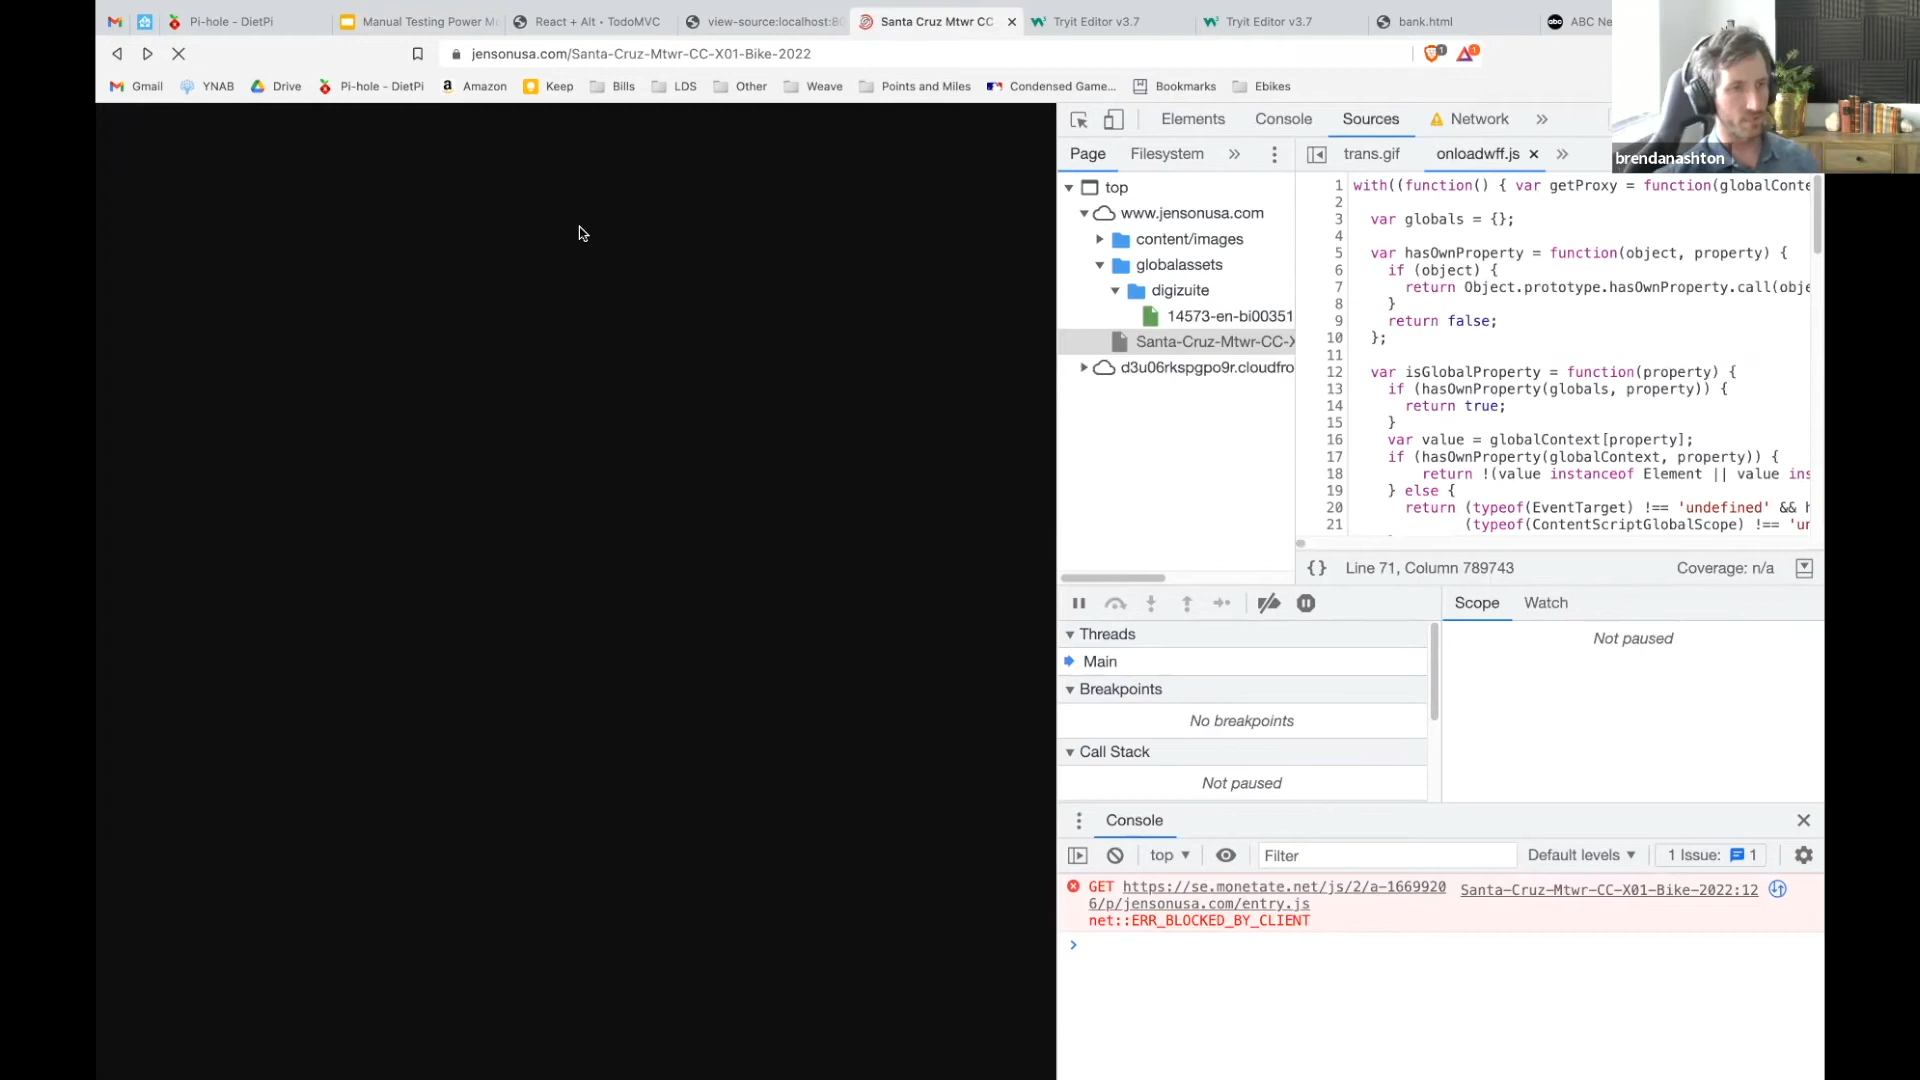 Pi-hole - DietPi
Manual Testing Power Mo
React + Alt • TodoMVC
view-source:localhost:80
Santa Cruz Mtwr CC
Tryit Editor v3.7
Tryit Editor v3.7
bank.html
ABC Ne
jensonusa.com/Santa-Cruz-Mtwr-CC-X01-Bike-2022
1
1
Gmail
YNAB
Drive
Pi-hole - DietPi
Amazon
Keep
Bills
LDS
Other
Weave
Points and Miles
Condensed Game...
Bookmarks
Ebikes
brendanashton
Elements
Console
Sources
Network
Page
Filesystem
trans.gif
onloadwff.js
top
www.jensonusa.com
content/images
globalassets
digizuite
14573-en-bi00351
Santa-Cruz-Mtwr-CC-X
d3u06rkspgpo9r.cloudfro
1 with((function() { var getProxy = function(globalConte
2
3 var globals = {};
4
5 var hasOwnProperty = function(object, property) {
6 if (object) {
7 return Object.prototype.hasOwnProperty.call(obje
8 }
9 return false;
10 };
11
12 var isGlobalProperty = function(property) {
13 if (hasOwnProperty(globals, property)) {
14 return true;
15 }
16 var value = globalContext[property];
17 if (hasOwnProperty(globalContext, property)) {
18 return !(value instanceof Element || value ins
19 } else {
20 return (typeof(EventTarget) !== 'undefined' && h
21 (typeof(ContentScriptGlobalScope) !== 'un
{} Line 71, Column 789743
Coverage: n/a
Scope
Watch
Not paused
Threads
Main
Breakpoints
No breakpoints
Call Stack
Not paused
Console
top
Filter
Default levels
1 Issue: 1
GET https://se.monetate.net/js/2/a-1669920
6/p/jensonusa.com/entry.js
net::ERR_BLOCKED_BY_CLIENT
Santa-Cruz-Mtwr-CC-X01-Bike-2022:12